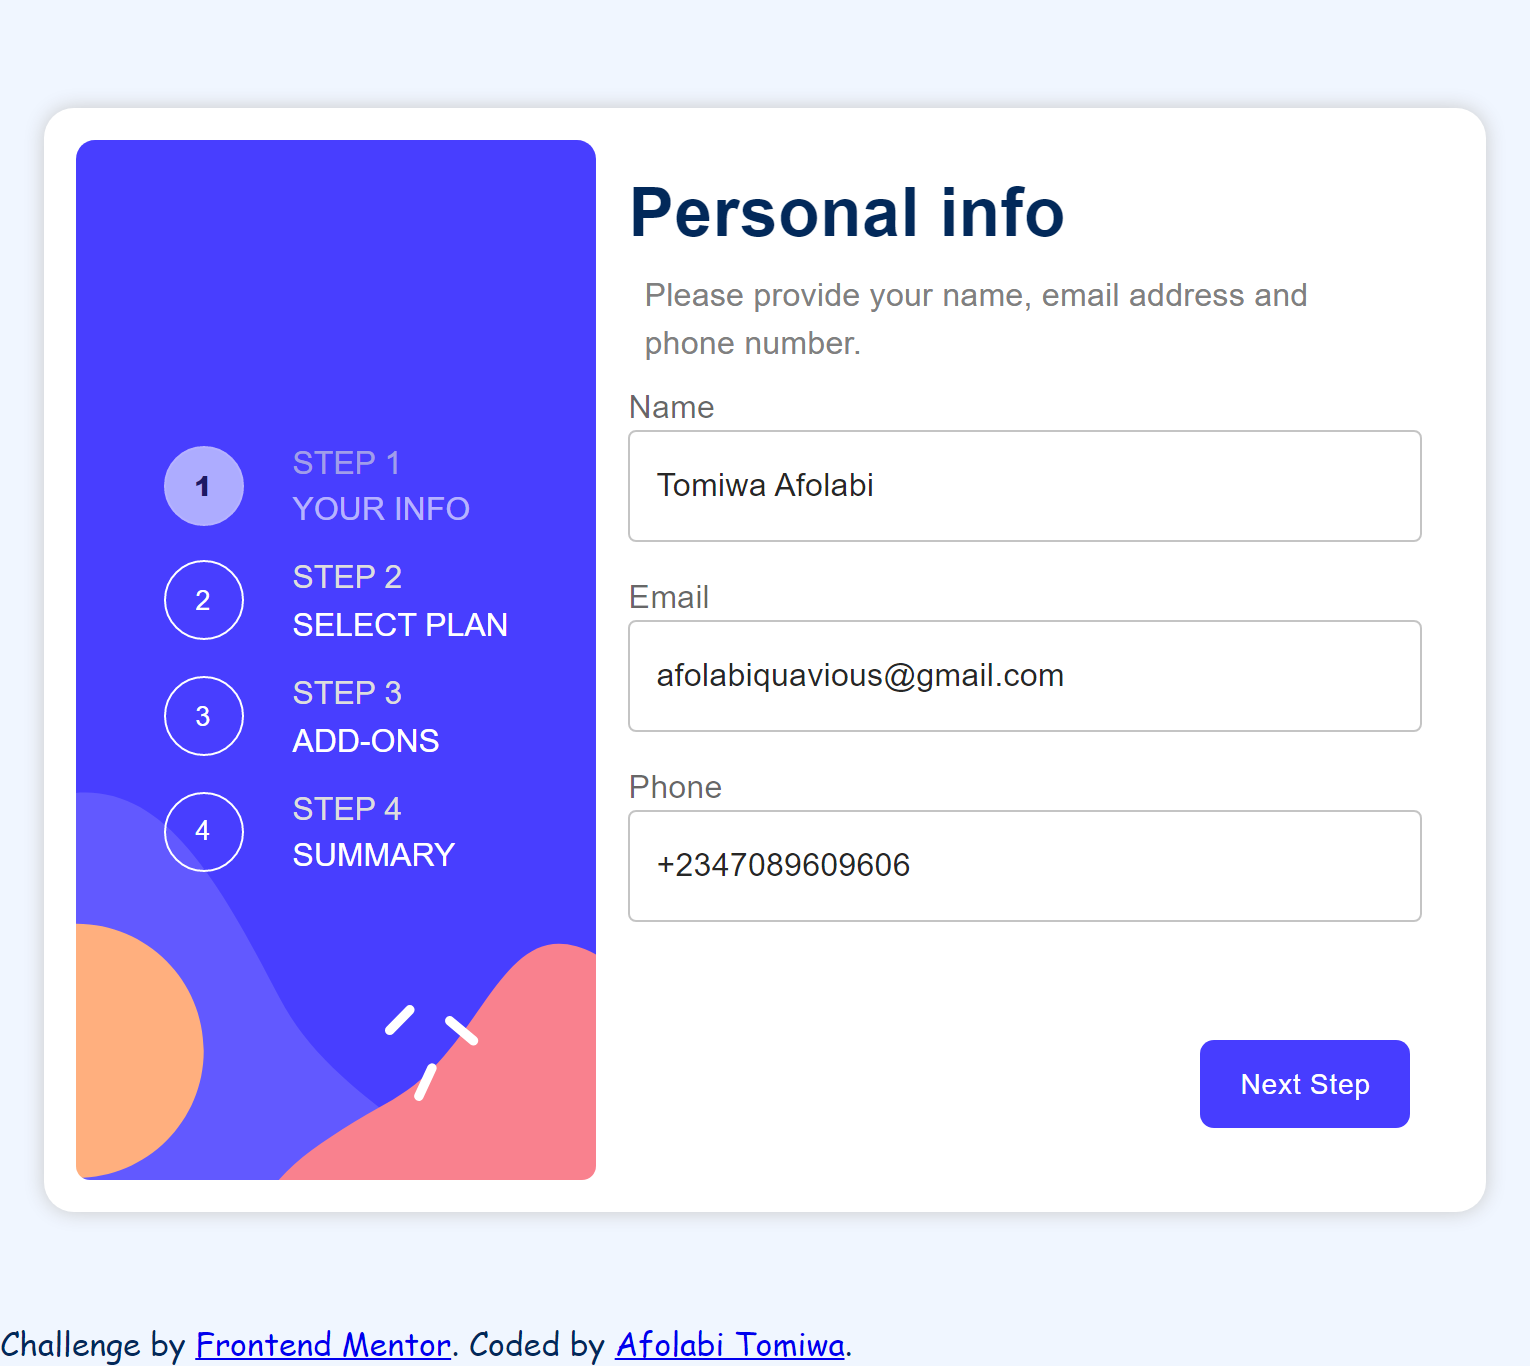 1
STEP 1
YOUR INFO
2
STEP 2
SELECT PLAN
3
STEP 3
ADD-ONS
4
STEP 4
SUMMARY
Personal info
Please provide your name, email address and
phone number.
Name
Tomiwa Afolabi
Email
afolabiquavious@gmail.com
Phone
+2347089609606
Next Step
Challenge by Frontend Mentor. Coded by Afolabi Tomiwa.